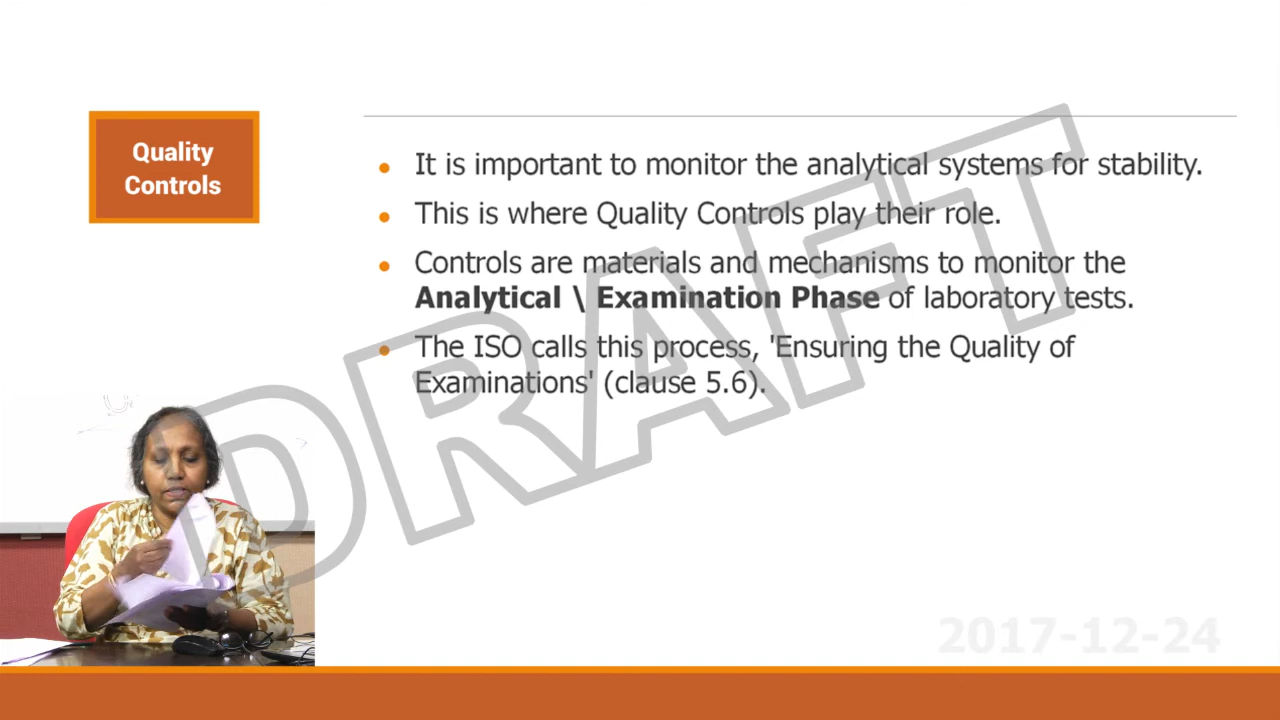 Quality
Controls
It is important to monitor the analytical systems for stability.
This is where Quality Controls play their role.
Controls are materials and mechanisms to monitor the
Analytical \ Examination Phase of laboratory tests.
The ISO calls this process, 'Ensuring the Quality of
Examinations' (clause 5.6).
DRAFT
2017-12-24